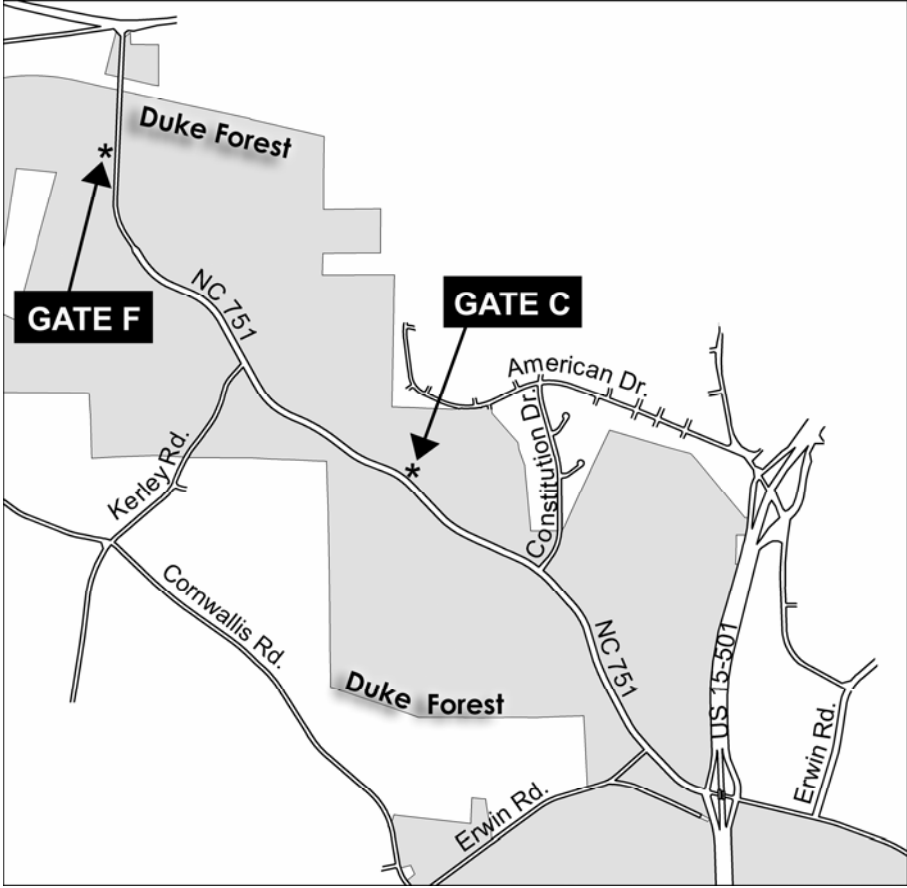 Duke Forest
NC 751
GATE F
GATE C
American Dr.
Constitution Dr.
Kerley Rd.
Cornwallis Rd.
NC 751
US 15-501
Duke Forest
Erwin Rd.
Erwin Rd.